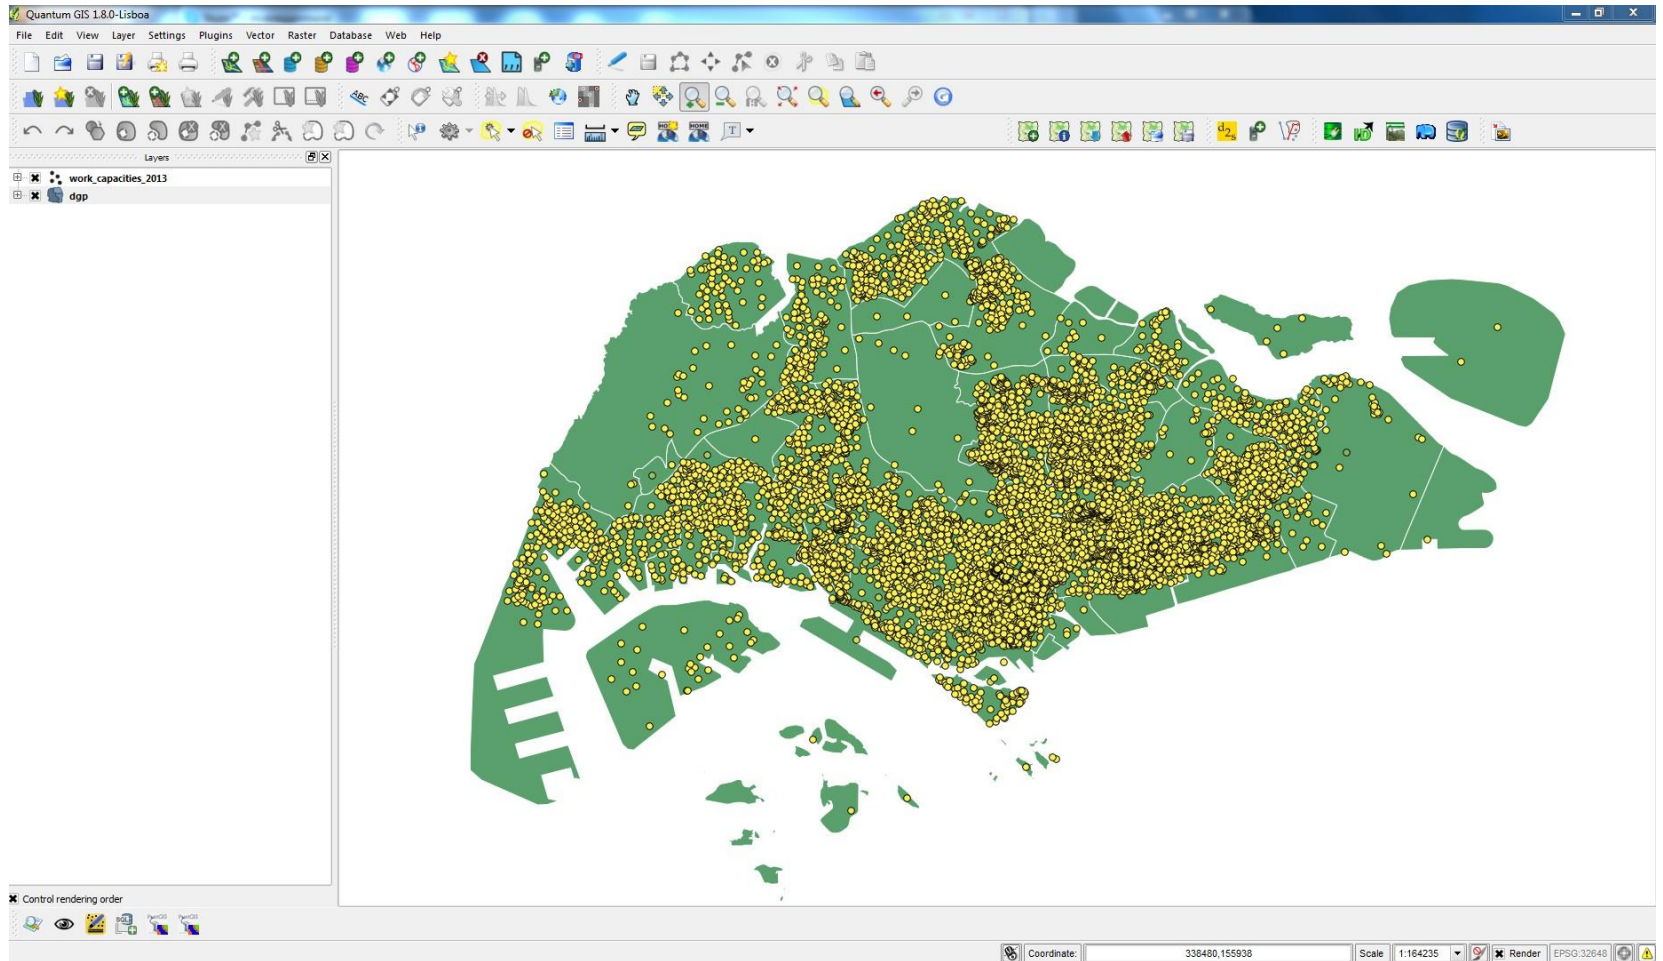 Quantum GIS 1.8.0-Lisboa
File Edit View Layer Settings Plugins Vector Raster Database Web Help
Layers
work_capacities_2013
dgp
Control rendering order
Coordinate: 338480,155938 Scale 1:164235 Render EPSG:32648